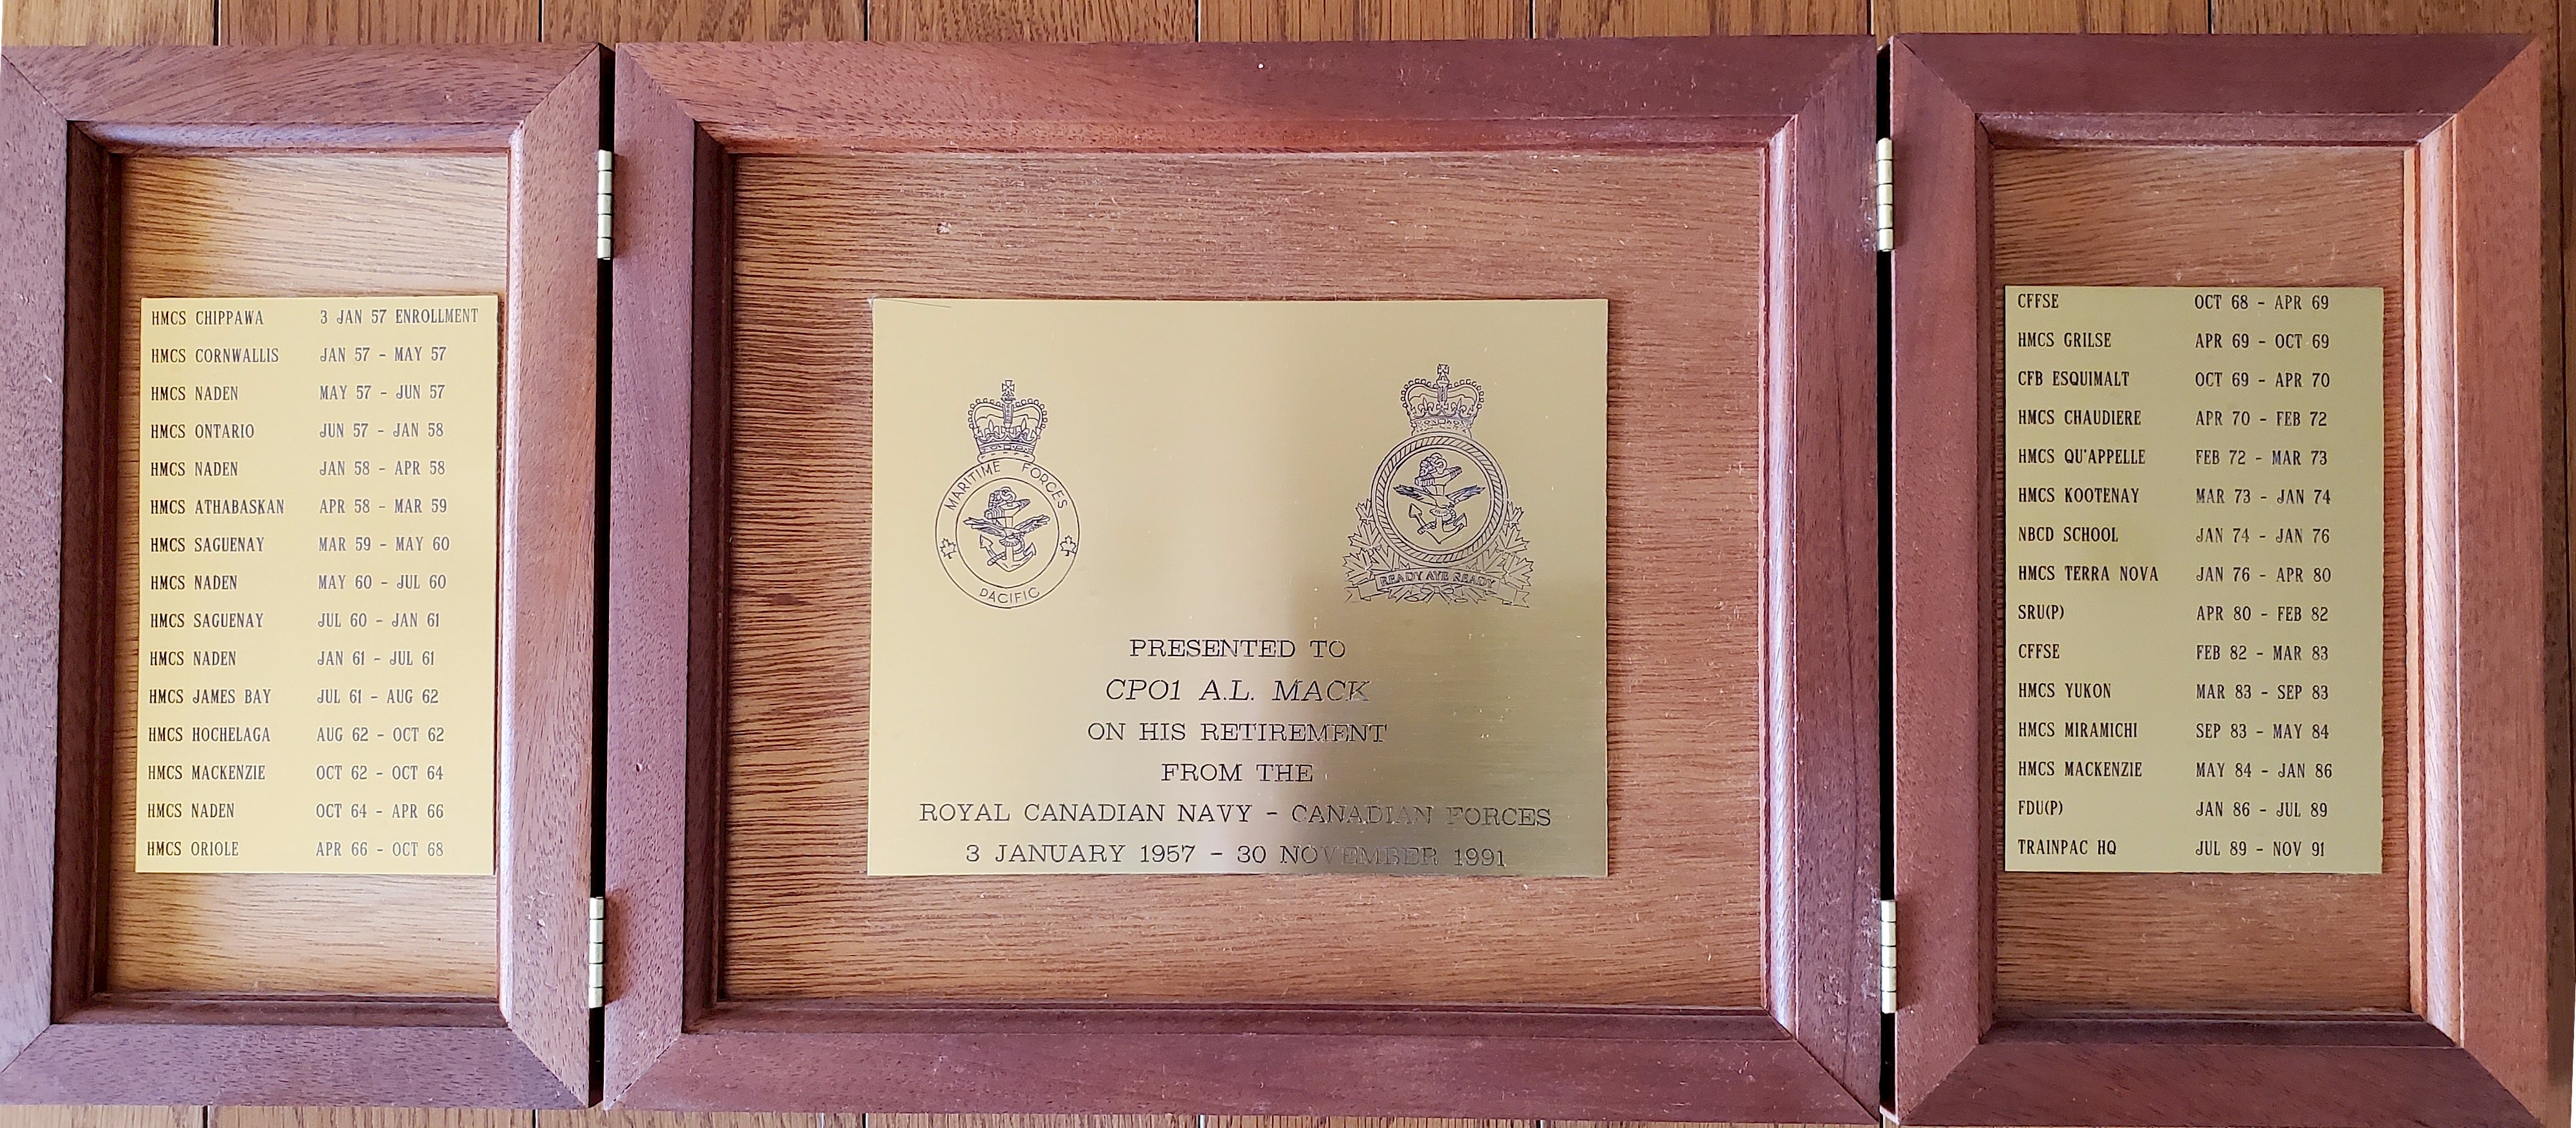 HMCS CHIPPAWA 3 JAN 57 ENROLLMENT
HMCS CORNWALLIS JAN 57 - MAY 57
HMCS NADEN MAY 57 - JUN 57
HMCS ONTARIO JUN 57 - JAN 58
HMCS NADEN JAN 58 - APR 58
HMCS ATHABASKAN APR 58 - MAR 59
HMCS SAGUENAY MAR 59 - MAY 60
HMCS NADEN MAY 60 - JUL 60
HMCS SAGUENAY JUL 60 - JAN 61
HMCS NADEN JAN 61 - JUL 61
HMCS JAMES BAY JUL 61 - AUG 62
HMCS HOCHELAGA AUG 62 - OCT 62
HMCS MACKENZIE OCT 62 - OCT 64
HMCS NADEN OCT 64 - APR 66
HMCS ORIOLE APR 66 - OCT 68
MARITIME FORCES
PACIFIC
READY AYE READY
PRESENTED TO
CPO1 A.L. MACK
ON HIS RETIREMENT
FROM THE
ROYAL CANADIAN NAVY - CANADIAN FORCES
3 JANUARY 1957 - 30 NOVEMBER 1991
CFFSE OCT 68 - APR 69
HMCS GRILSE APR 69 - OCT 69
CFB ESQUIMALT OCT 69 - APR 70
HMCS CHAUDIERE APR 70 - FEB 72
HMCS QU'APPELLE FEB 72 - MAR 73
HMCS KOOTENAY MAR 73 - JAN 74
NBCD SCHOOL JAN 74 - JAN 76
HMCS TERRA NOVA JAN 76 - APR 80
SRU(P) APR 80 - FEB 82
CFFSE FEB 82 - MAR 83
HMCS YUKON MAR 83 - SEP 83
HMCS MIRAMICHI SEP 83 - MAY 84
HMCS MACKENZIE MAY 84 - JAN 86
FDU(P) JAN 86 - JUL 89
TRAINPAC HQ JUL 89 - NOV 91